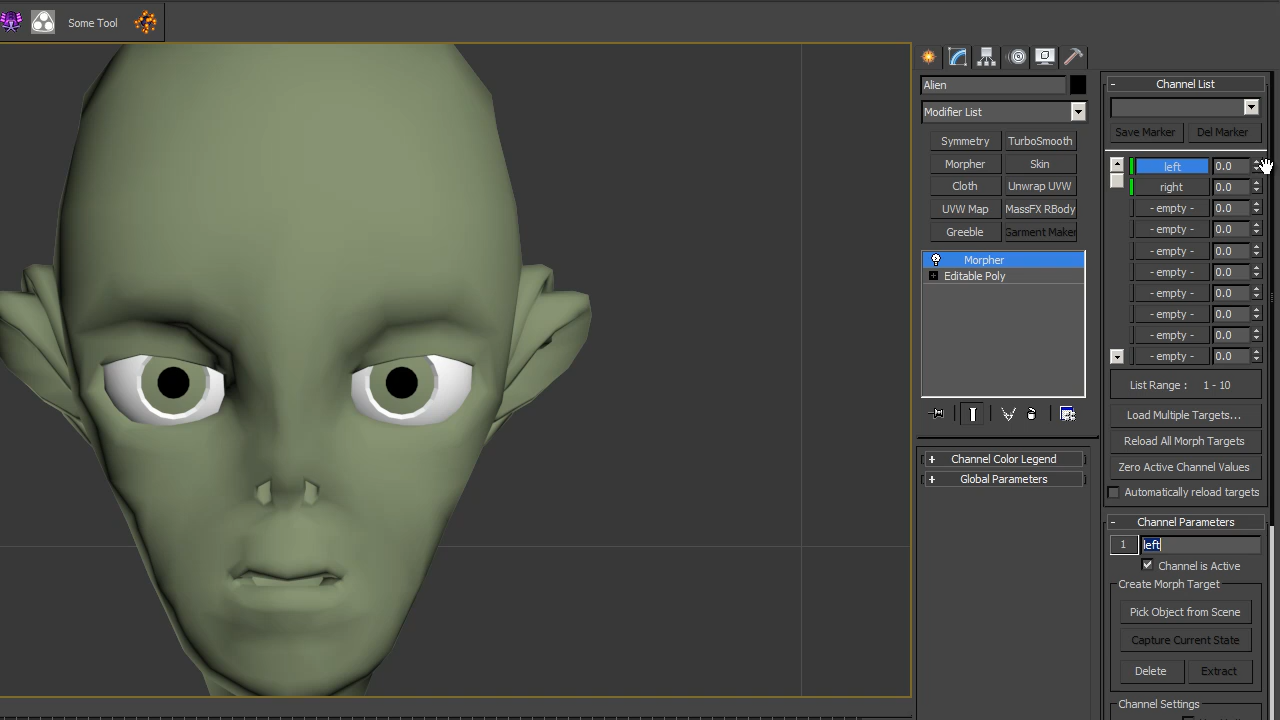 Some Tool
Alien
Modifier List
Symmetry TurboSmooth
Morpher Skin
Cloth Unwrap UVW
UVW Map MassFX RBody
Greeble Garment Maker
Morpher
Editable Poly
+ Channel Color Legend
+ Global Parameters
- Channel List
Save Marker Del Marker
left 0.0
right 0.0
- empty - 0.0
- empty - 0.0
- empty - 0.0
- empty - 0.0
- empty - 0.0
- empty - 0.0
- empty - 0.0
- empty - 0.0
List Range : 1 - 10
Load Multiple Targets...
Reload All Morph Targets
Zero Active Channel Values
Automatically reload targets
- Channel Parameters
1 left
Channel is Active
Create Morph Target
Pick Object from Scene
Capture Current State
Delete Extract
Channel Settings